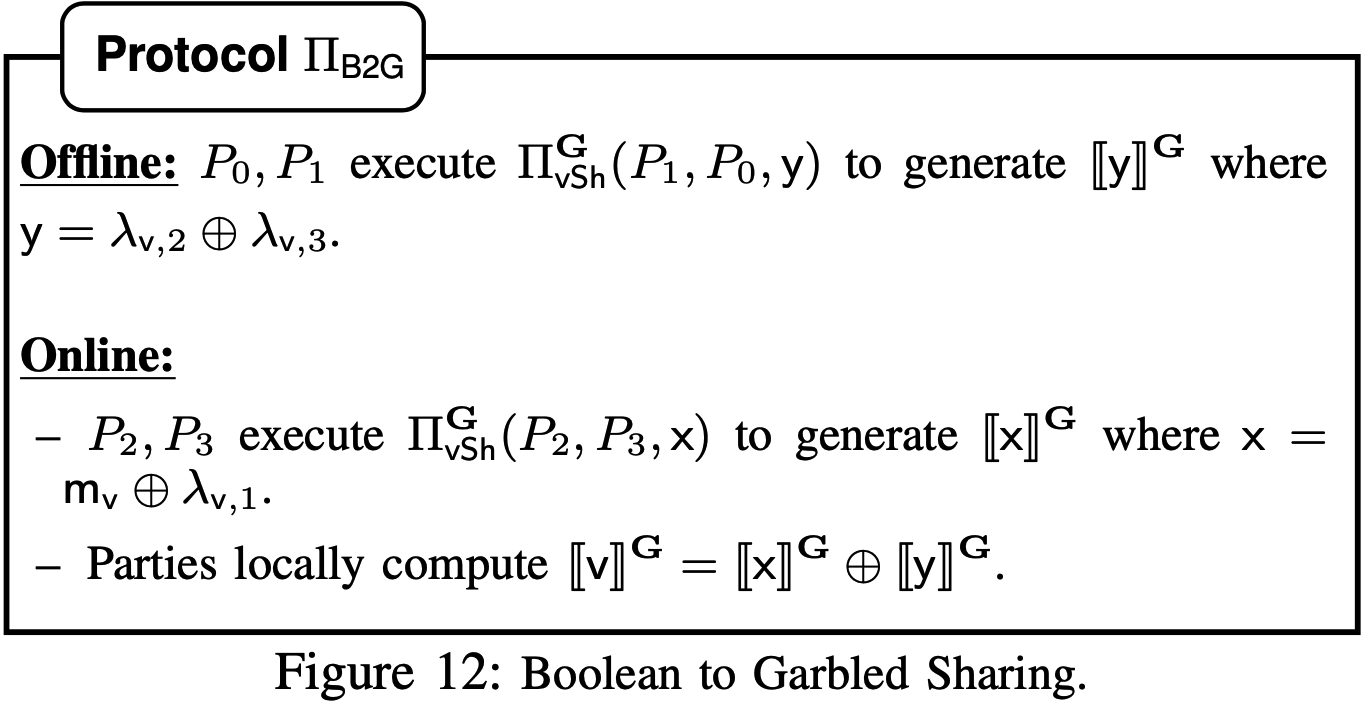 Protocol Π_B2G
Offline: P_0, P_1 execute Π^G_vSh(P_1, P_0, y) to generate ⟦y⟧^G where
y = λ_v,2 ⊕ λ_v,3.
Online:
– P_2, P_3 execute Π^G_vSh(P_2, P_3, x) to generate ⟦x⟧^G where x =
m_v ⊕ λ_v,1.
– Parties locally compute ⟦v⟧^G = ⟦x⟧^G ⊕ ⟦y⟧^G.
Figure 12: Boolean to Garbled Sharing.